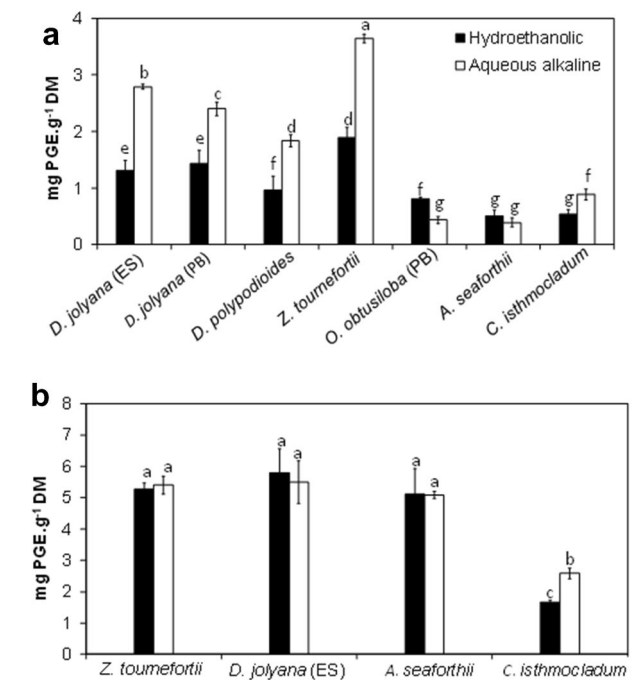 a
mg PGE.g-1 DM
4
3
2
1
0
Hydroethanolic
Aqueous alkaline
e b e c f d d a f g g g g f
D. jolyana (ES)
D. jolyana (PB)
D. polypodioides
Z. tournefortii
O. obtusiloba (PB)
A. seaforthii
C. isthmocladum
b
mg PGE.g-1 DM
8
7
6
5
4
3
2
1
0
a a a a a a c b
Z. tournefortii D. jolyana (ES) A. seaforthii C. isthmocladum